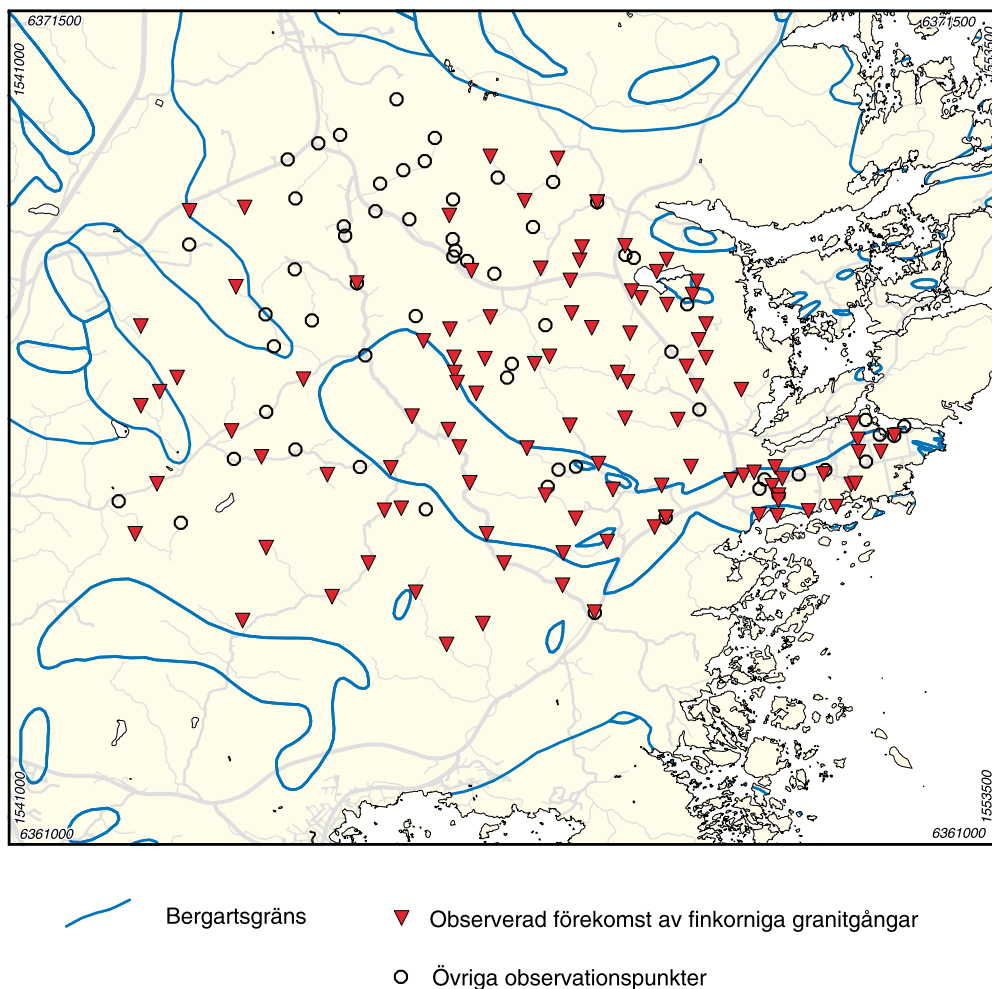 6371500
6371500
1541000
1553500
1541000
1553500
6361000
6361000
Bergartsgräns
Observerad förekomst av finkorniga granitgångar
Övriga observationspunkter